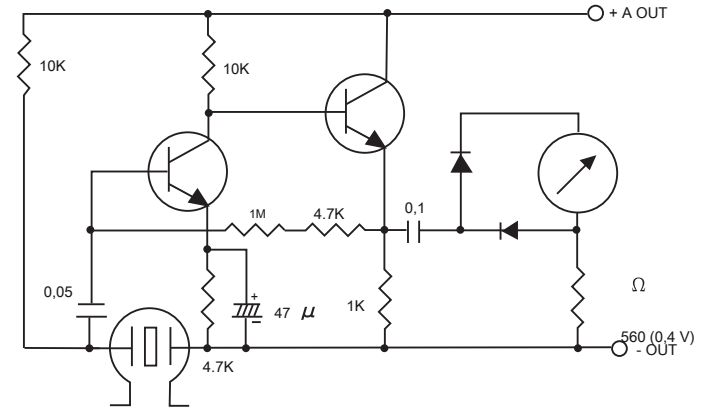 + A OUT
10K
10K
1M
4.7K
0,1
0,05
+
47 μ
−
1K
Ω
4.7K
560 (0,4 V)
- OUT